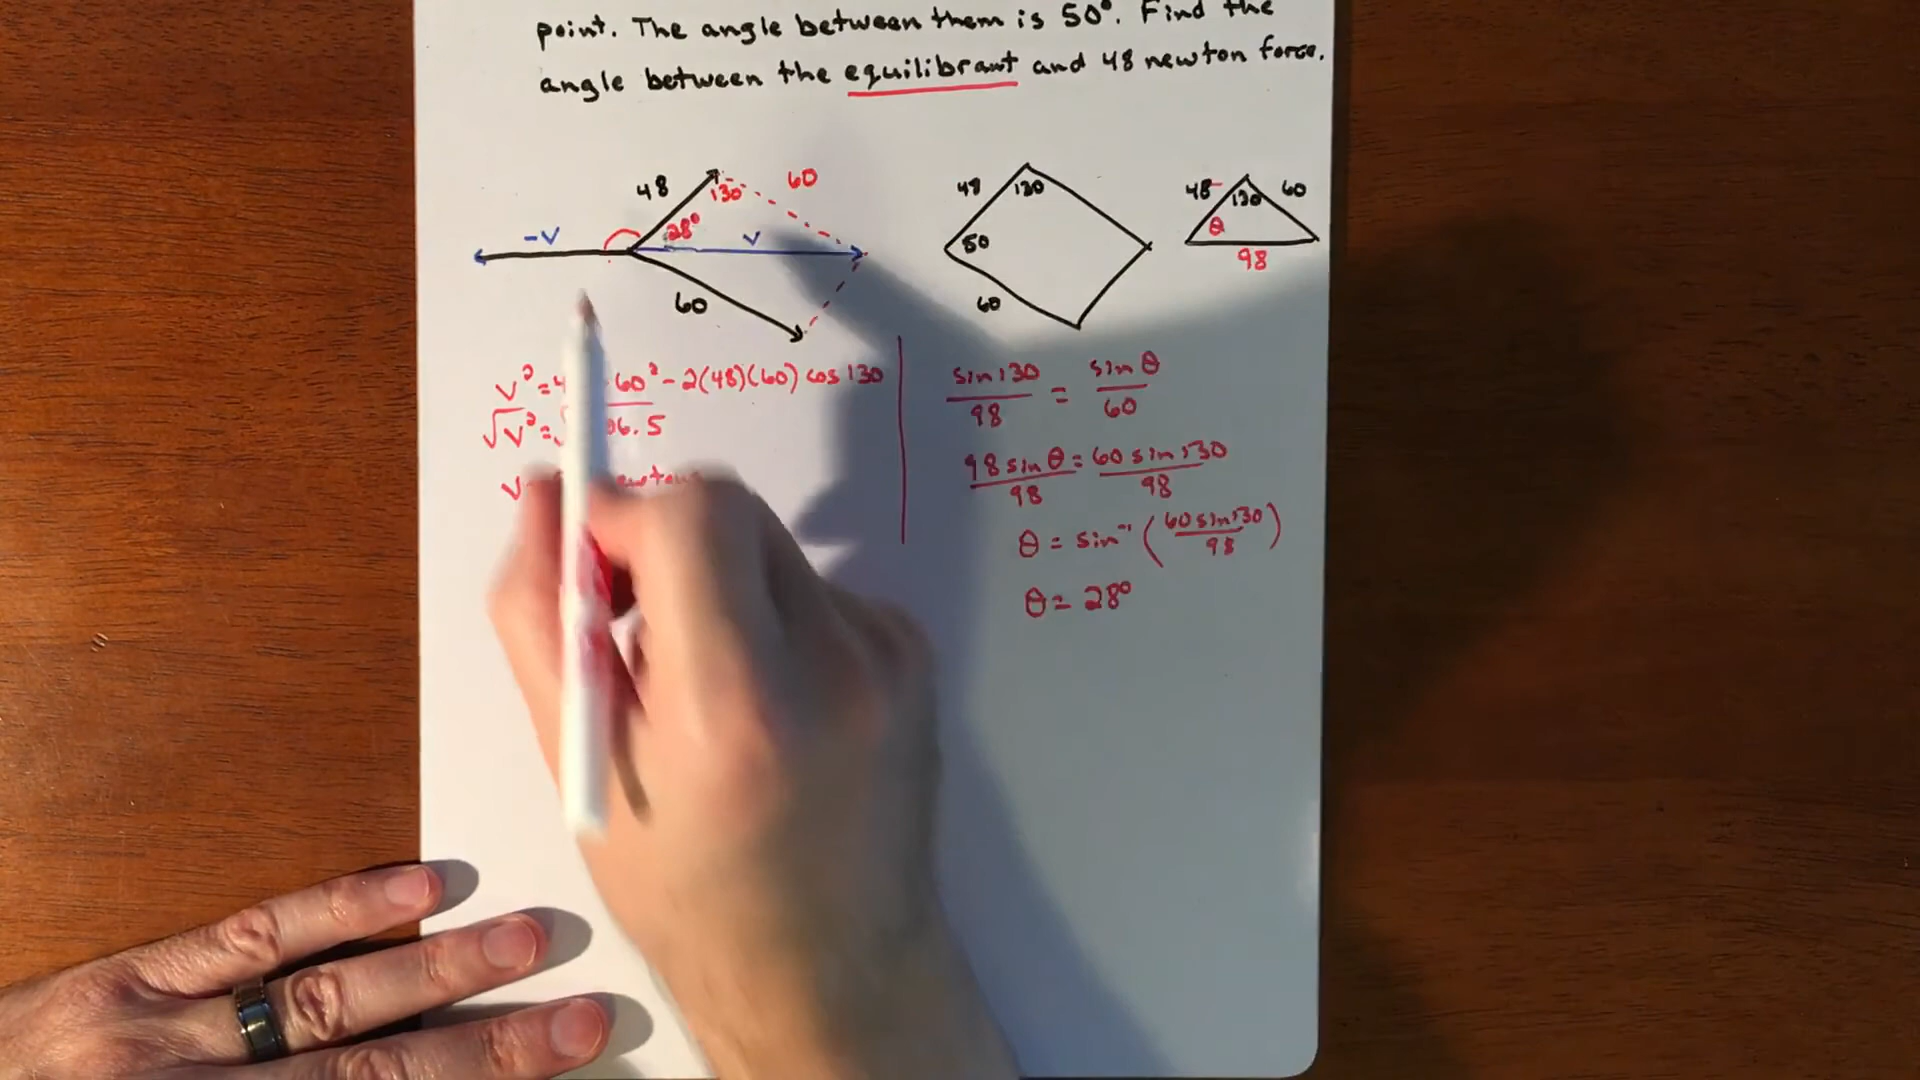 point. The angle between them is 50°. Find the
angle between the equilibrant and 48 newton force.
48
130
60
28°
-V
V
60
48
130
50
60
48
130
60
θ
98
V² = 4 60² - 2(48)(60) cos 130
√V² = 06.5
V
sin 130 / 98 = sin θ / 60
98 sin θ / 98 = 60 sin 130 / 98
θ = sin⁻¹ (60 sin 130 / 98)
θ = 28°